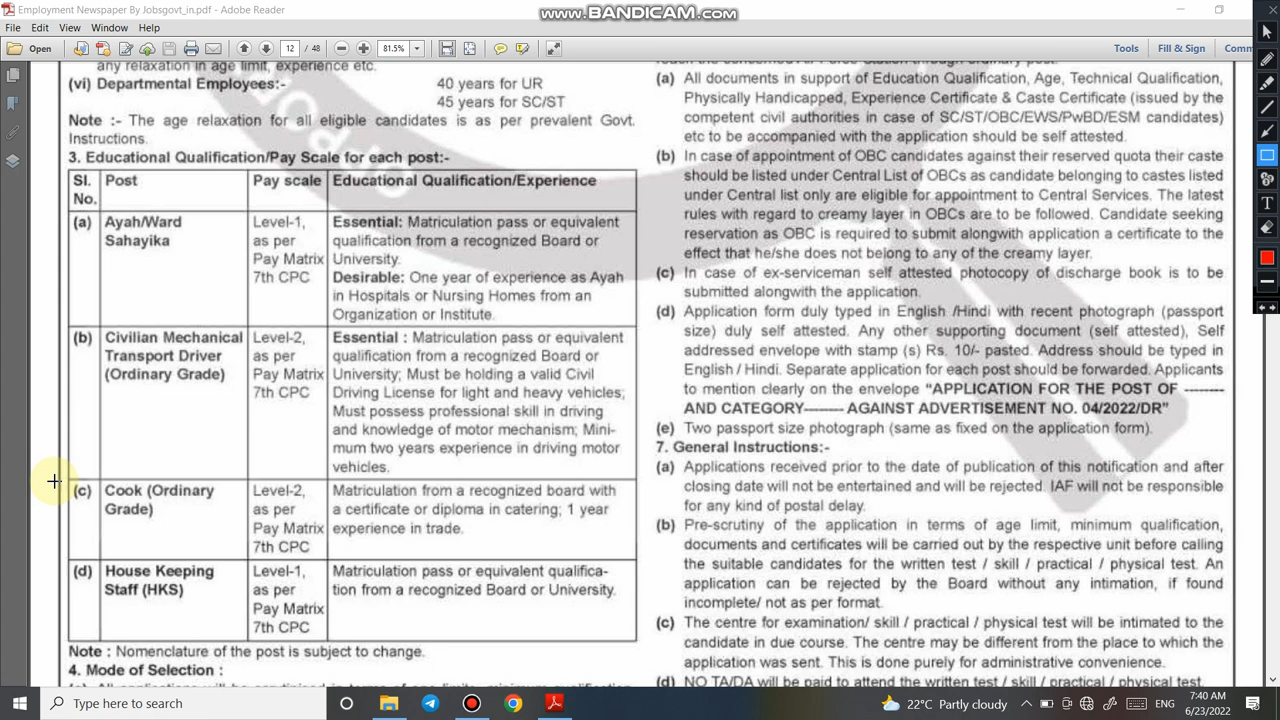 Employment Newspaper By Jobsgovt_in.pdf - Adobe Reader
www.BANDICAM.com
File Edit View Window Help
Open
12 / 48
81.5%
Tools Fill & Sign Comm
any relaxation in age limit, experience etc.
(vi) Departmental Employees:- 40 years for UR
45 years for SC/ST
Note :- The age relaxation for all eligible candidates is as per prevalent Govt.
Instructions.
3. Educational Qualification/Pay Scale for each post:-
Sl. No. Post Pay scale Educational Qualification/Experience
(a) Ayah/Ward Sahayika
Level-1,
as per
Pay Matrix
7th CPC
Essential: Matriculation pass or equivalent
qualification from a recognized Board or
University.
Desirable: One year of experience as Ayah
in Hospitals or Nursing Homes from an
Organization or Institute.
(b) Civilian Mechanical
Transport Driver
(Ordinary Grade)
Level-2,
as per
Pay Matrix
7th CPC
Essential : Matriculation pass or equivalent
qualification from a recognized Board or
University; Must be holding a valid Civil
Driving License for light and heavy vehicles;
Must possess professional skill in driving
and knowledge of motor mechanism; Mini-
mum two years experience in driving motor
vehicles.
(c) Cook (Ordinary
Grade)
Level-2,
as per
Pay Matrix
7th CPC
Matriculation from a recognized board with
a certificate or diploma in catering; 1 year
experience in trade.
(d) House Keeping
Staff (HKS)
Level-1,
as per
Pay Matrix
7th CPC
Matriculation pass or equivalent qualifica-
tion from a recognized Board or University.
Note : Nomenclature of the post is subject to change.
4. Mode of Selection :
(a) All documents in support of Education Qualification, Age, Technical Qualification,
Physically Handicapped, Experience Certificate & Caste Certificate (issued by the
competent civil authorities in case of SC/ST/OBC/EWS/PwBD/ESM candidates)
etc to be accompanied with the application should be self attested.
(b) In case of appointment of OBC candidates against their reserved quota their caste
should be listed under Central List of OBCs as candidate belonging to castes listed
under Central list only are eligible for appointment to Central Services. The latest
rules with regard to creamy layer in OBCs are to be followed. Candidate seeking
reservation as OBC is required to submit alongwith application a certificate to the
effect that he/she does not belong to any of the creamy layer.
(c) In case of ex-serviceman self attested photocopy of discharge book is to be
submitted alongwith the application.
(d) Application form duly typed in English /Hindi with recent photograph (passport
size) duly self attested. Any other supporting document (self attested), Self
addressed envelope with stamp (s) Rs. 10/- pasted. Address should be typed in
English / Hindi. Separate application for each post should be forwarded. Applicants
to mention clearly on the envelope “APPLICATION FOR THE POST OF --------
AND CATEGORY-------- AGAINST ADVERTISEMENT NO. 04/2022/DR”
(e) Two passport size photograph (same as fixed on the application form).
7. General Instructions:-
(a) Applications received prior to the date of publication of this notification and after
closing date will not be entertained and will be rejected. IAF will not be responsible
for any kind of postal delay.
(b) Pre-scrutiny of the application in terms of age limit, minimum qualification,
documents and certificates will be carried out by the respective unit before calling
the suitable candidates for the written test / skill / practical / physical test. An
application can be rejected by the Board without any intimation, if found
incomplete/ not as per format.
(c) The centre for examination/ skill / practical / physical test will be intimated to the
candidate in due course. The centre may be different from the place to which the
application was sent. This is done purely for administrative convenience.
(d) NO TA/DA will be paid to attend the written test / skill / practical / physical test
Type here to search
22°C Partly cloudy
7:40 AM
6/23/2022